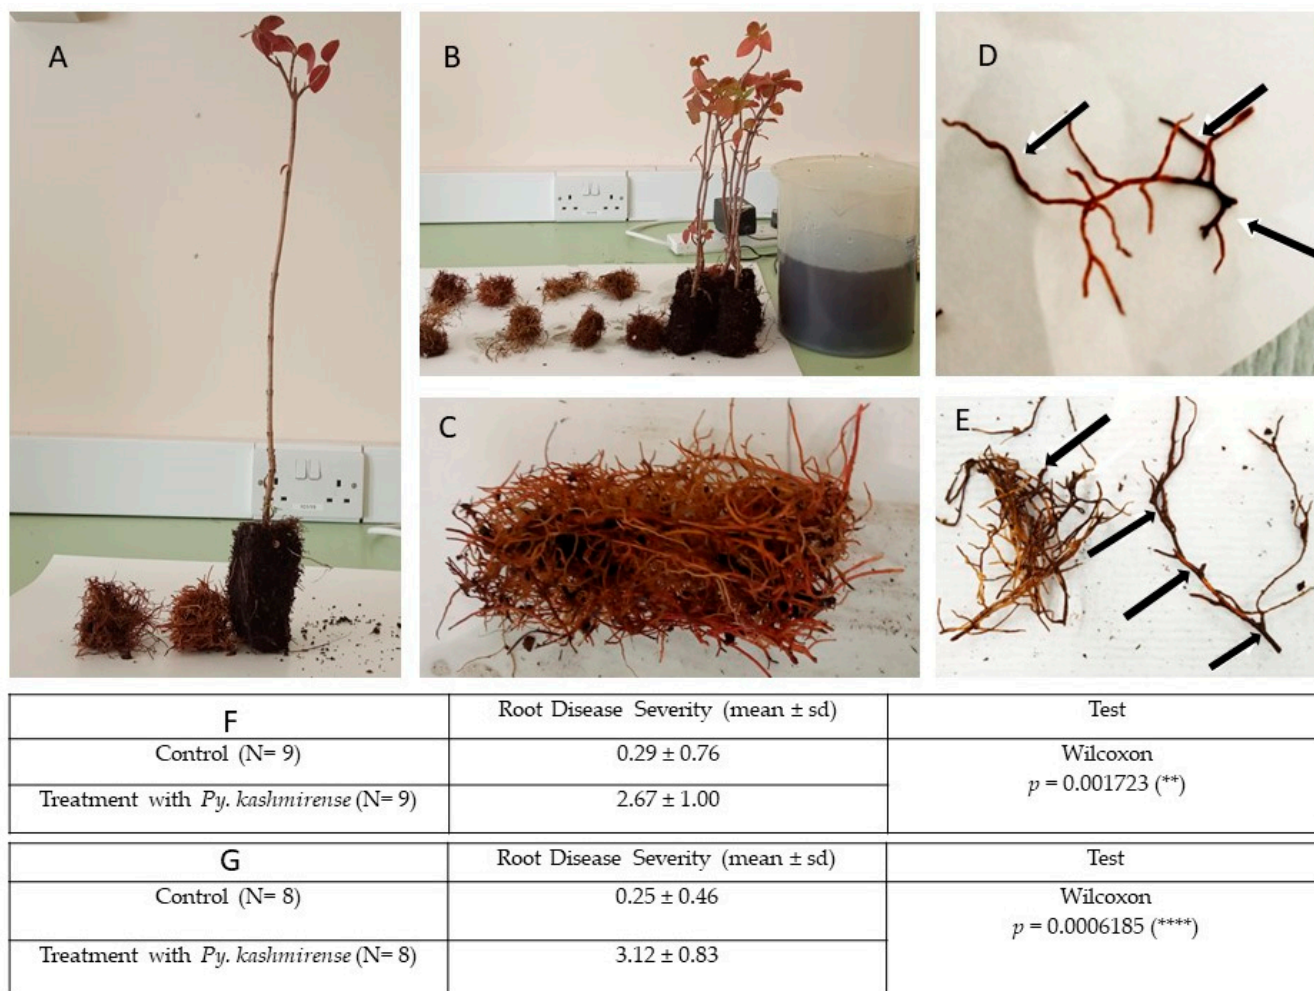 A
B
C
D
E
F
Root Disease Severity (mean ± sd)
Test
Control (N= 9)
0.29 ± 0.76
Wilcoxon
p = 0.001723 (**)
Treatment with Py. kashmirense (N= 9)
2.67 ± 1.00
G
Root Disease Severity (mean ± sd)
Test
Control (N= 8)
0.25 ± 0.46
Wilcoxon
p = 0.0006185 (****)
Treatment with Py. kashmirense (N= 8)
3.12 ± 0.83